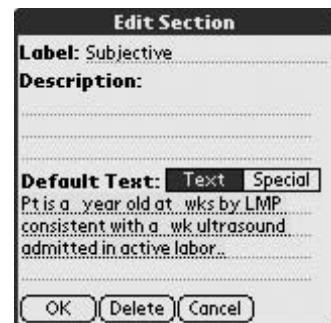 Edit Section
Label: Subjective
Description:
Default Text: Text Special
Pt is a year old at wks by LMP
consistent with a wk ultrasound
admitted in active labor..
OK Delete Cancel